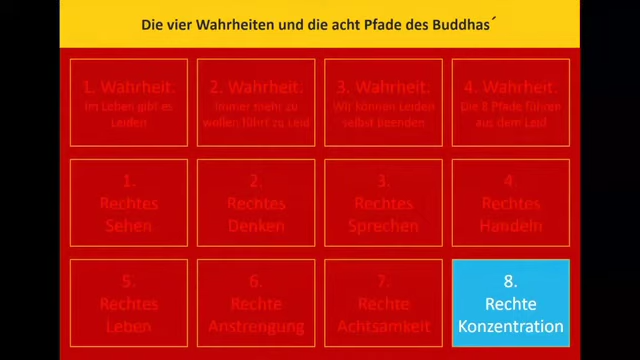 Die vier Wahrheiten und die acht Pfade des Buddhas´
1. Wahrheit:
Im Leben gibt es
Leiden
2. Wahrheit:
Immer mehr zu
wollen führt zu Leid
3. Wahrheit:
Wir können Leiden
selbst beenden
4. Wahrheit:
Die 8 Pfade führen
aus dem Leid
1.
Rechtes
Sehen
2.
Rechtes
Denken
3.
Rechtes
Sprechen
4.
Rechtes
Handeln
5.
Rechtes
Leben
6.
Rechte
Anstrengung
7.
Rechte
Achtsamkeit
8.
Rechte
Konzentration